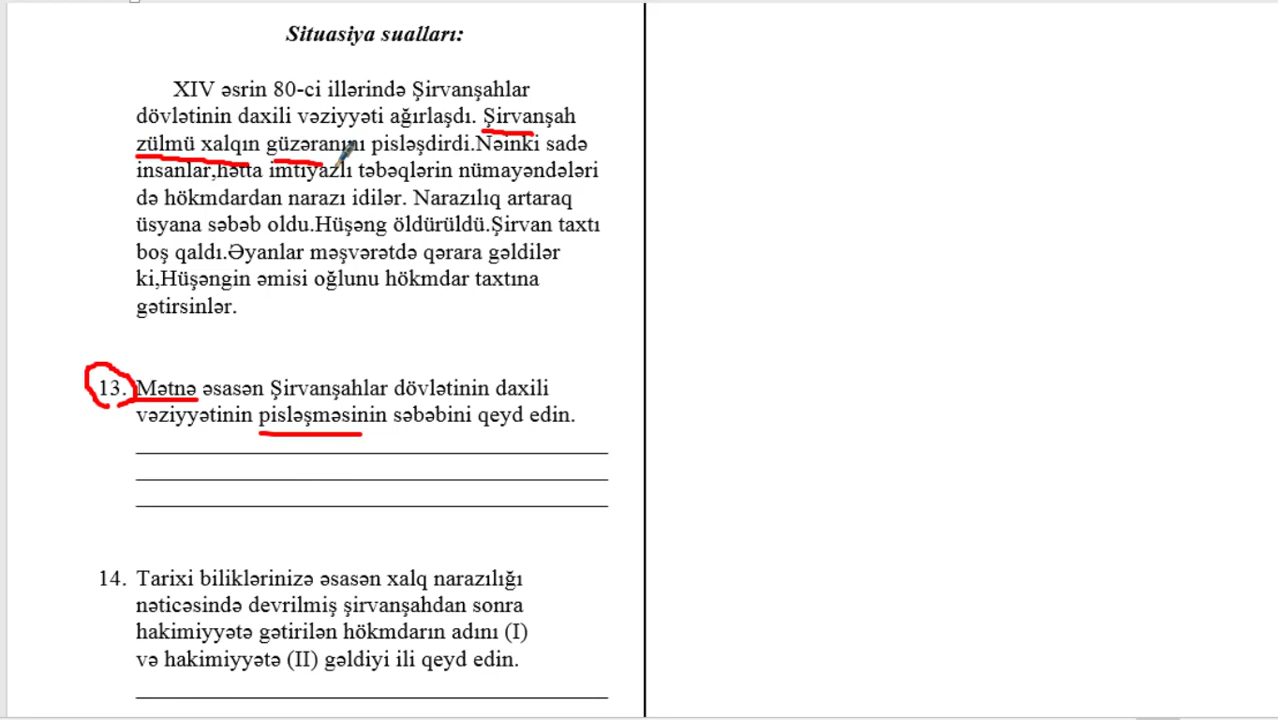 Situasiya sualları:
XIV əsrin 80-ci illərində Şirvanşahlar
dövlətinin daxili vəziyyəti ağırlaşdı. Şirvanşah
zülmü xalqın güzəranını pisləşdirdi.Nəinki sadə
insanlar,hətta imtiyazlı təbəqlərin nümayəndələri
də hökmdardan narazı idilər. Narazılıq artaraq
üsyana səbəb oldu.Hüşəng öldürüldü.Şirvan taxtı
boş qaldı.Əyanlar məşvərətdə qərara gəldilər
ki,Hüşəngin əmisi oğlunu hökmdar taxtına
gətirsinlər.
13. Mətnə əsasən Şirvanşahlar dövlətinin daxili
vəziyyətinin pisləşməsinin səbəbini qeyd edin.
14. Tarixi biliklərinizə əsasən xalq narazılığı
nəticəsində devrilmiş şirvanşahdan sonra
hakimiyyətə gətirilən hökmdarın adını (I)
və hakimiyyətə (II) gəldiyi ili qeyd edin.